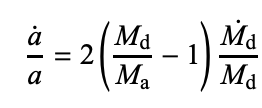 ȧ/a = 2(M_d/M_a − 1) Ṁ_d/M_d